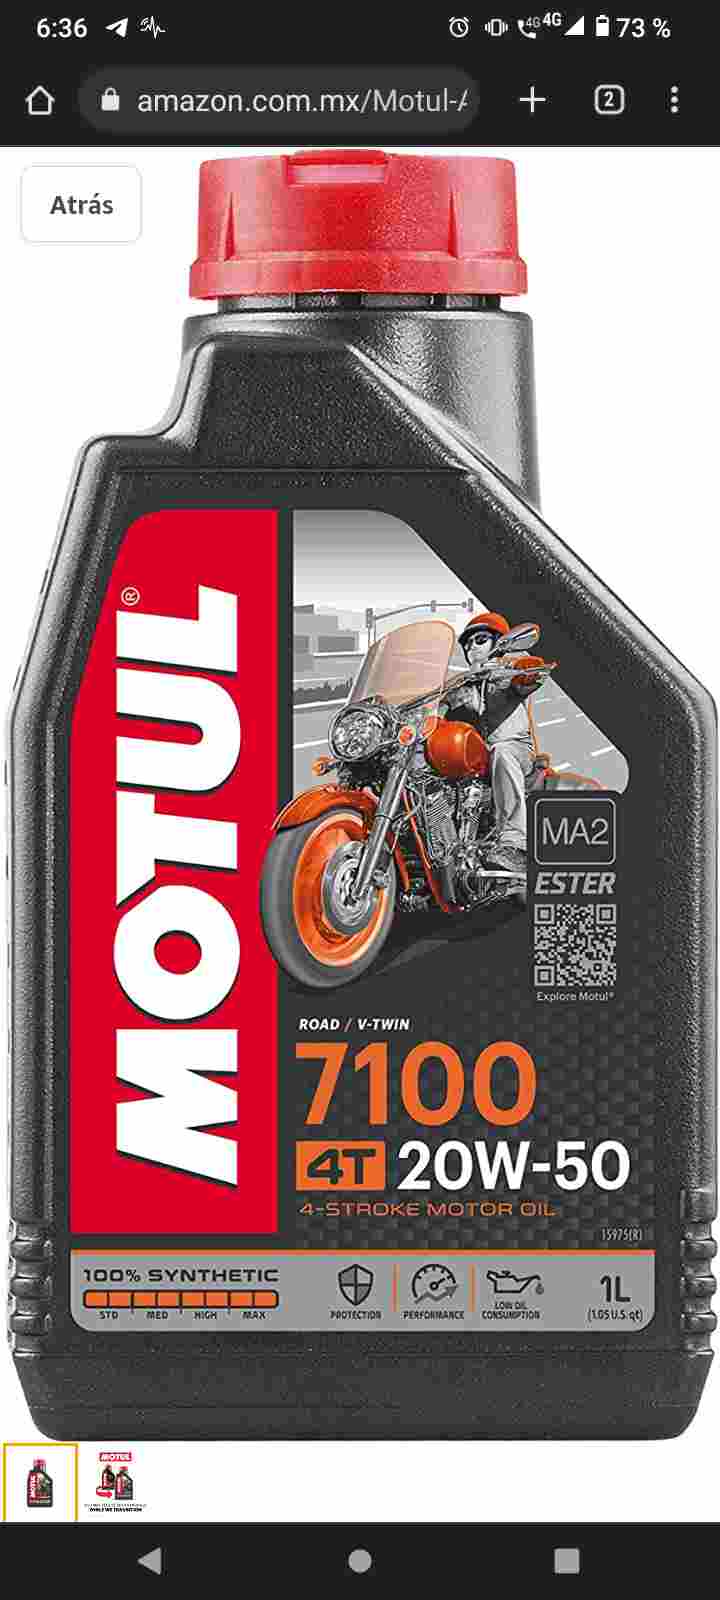 6:36
4G 4G 73 %
amazon.com.mx/Motul-A
2
Atrás
MOTUL®
MA2
ESTER
Explore Motul®
ROAD / V-TWIN
7100
4T 20W-50
4-STROKE MOTOR OIL
15975(R)
100% SYNTHETIC
STD MED HIGH MAX
PROTECTION
PERFORMANCE
LOW OIL
CONSUMPTION
1L
(1.05 U.S. qt)
MOTUL